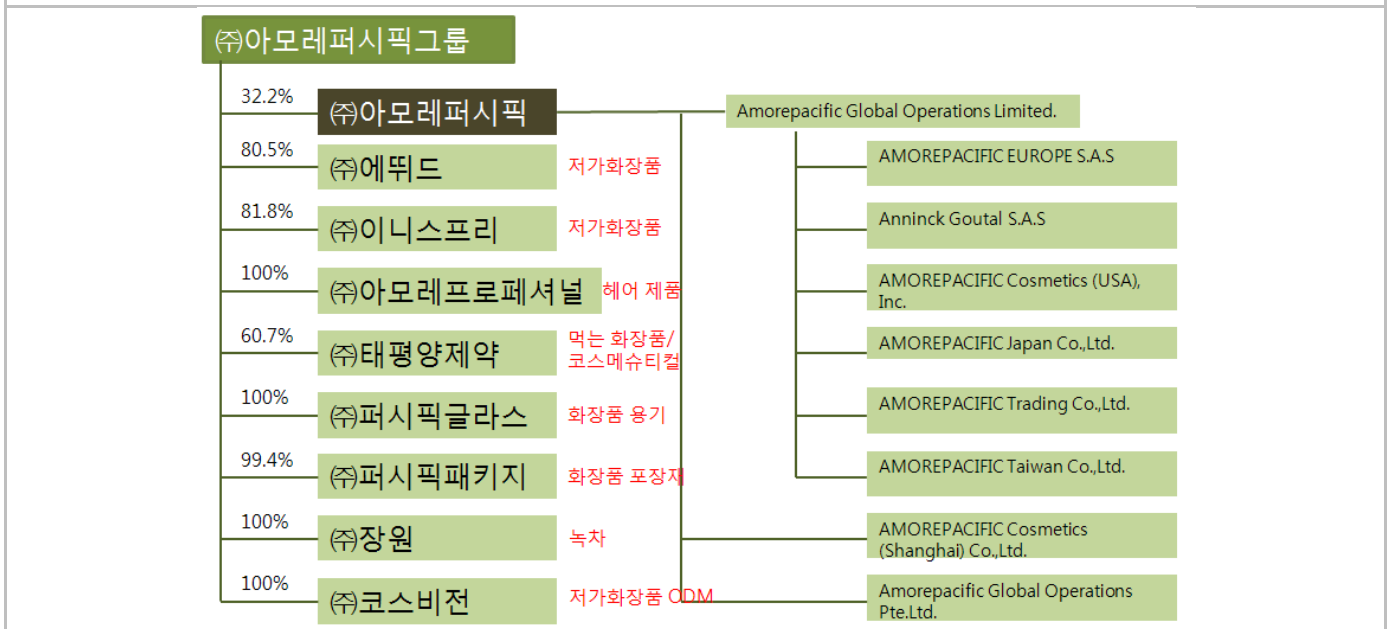 ㈜아모레퍼시픽그룹
32.2%
㈜아모레퍼시픽
80.5%
㈜에뛰드
저가화장품
81.8%
㈜이니스프리
저가화장품
100%
㈜아모레프로페셔널
헤어 제품
60.7%
㈜태평양제약
먹는 화장품/
코스메슈티컬
100%
㈜퍼시픽글라스
화장품 용기
99.4%
㈜퍼시픽패키지
화장품 포장재
100%
㈜장원
녹차
100%
㈜코스비전
저가화장품 ODM
Amorepacific Global Operations Limited.
AMOREPACIFIC EUROPE S.A.S
Anninck Goutal S.A.S
AMOREPACIFIC Cosmetics (USA),
Inc.
AMOREPACIFIC Japan Co.,Ltd.
AMOREPACIFIC Trading Co.,Ltd.
AMOREPACIFIC Taiwan Co.,Ltd.
AMOREPACIFIC Cosmetics
(Shanghai) Co.,Ltd.
Amorepacific Global Operations
Pte.Ltd.